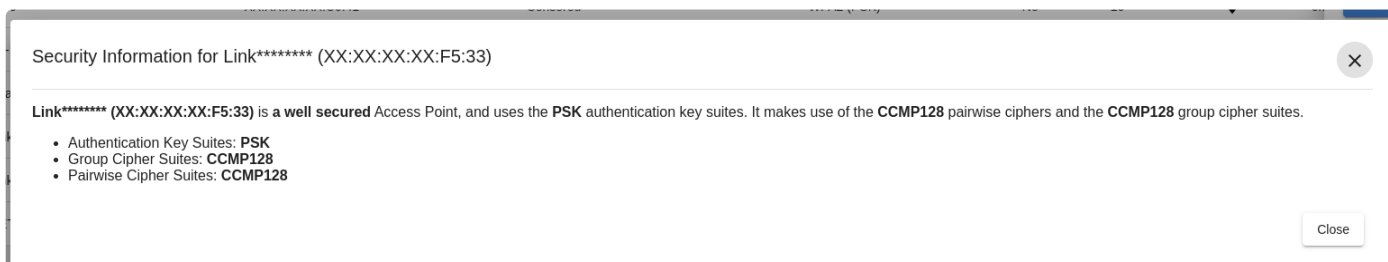 Security Information for Link******** (XX:XX:XX:XX:F5:33)
Link******** (XX:XX:XX:XX:F5:33) is a well secured Access Point, and uses the PSK authentication key suites. It makes use of the CCMP128 pairwise ciphers and the CCMP128 group cipher suites.
Authentication Key Suites: PSK
Group Cipher Suites: CCMP128
Pairwise Cipher Suites: CCMP128
Close